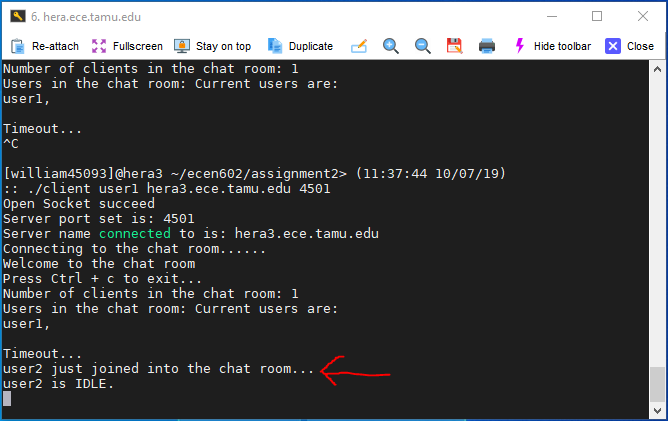 6. hera.ece.tamu.edu
Re-attach Fullscreen Stay on top Duplicate Hide toolbar Close
Number of clients in the chat room: 1
Users in the chat room: Current users are:
user1,
Timeout...
^C
[william45093]@hera3 ~/ecen602/assignment2> (11:37:44 10/07/19)
:: ./client user1 hera3.ece.tamu.edu 4501
Open Socket succeed
Server port set is: 4501
Server name connected to is: hera3.ece.tamu.edu
Connecting to the chat room......
Welcome to the chat room
Press Ctrl + c to exit...
Number of clients in the chat room: 1
Users in the chat room: Current users are:
user1,
Timeout...
user2 just joined into the chat room...
user2 is IDLE.